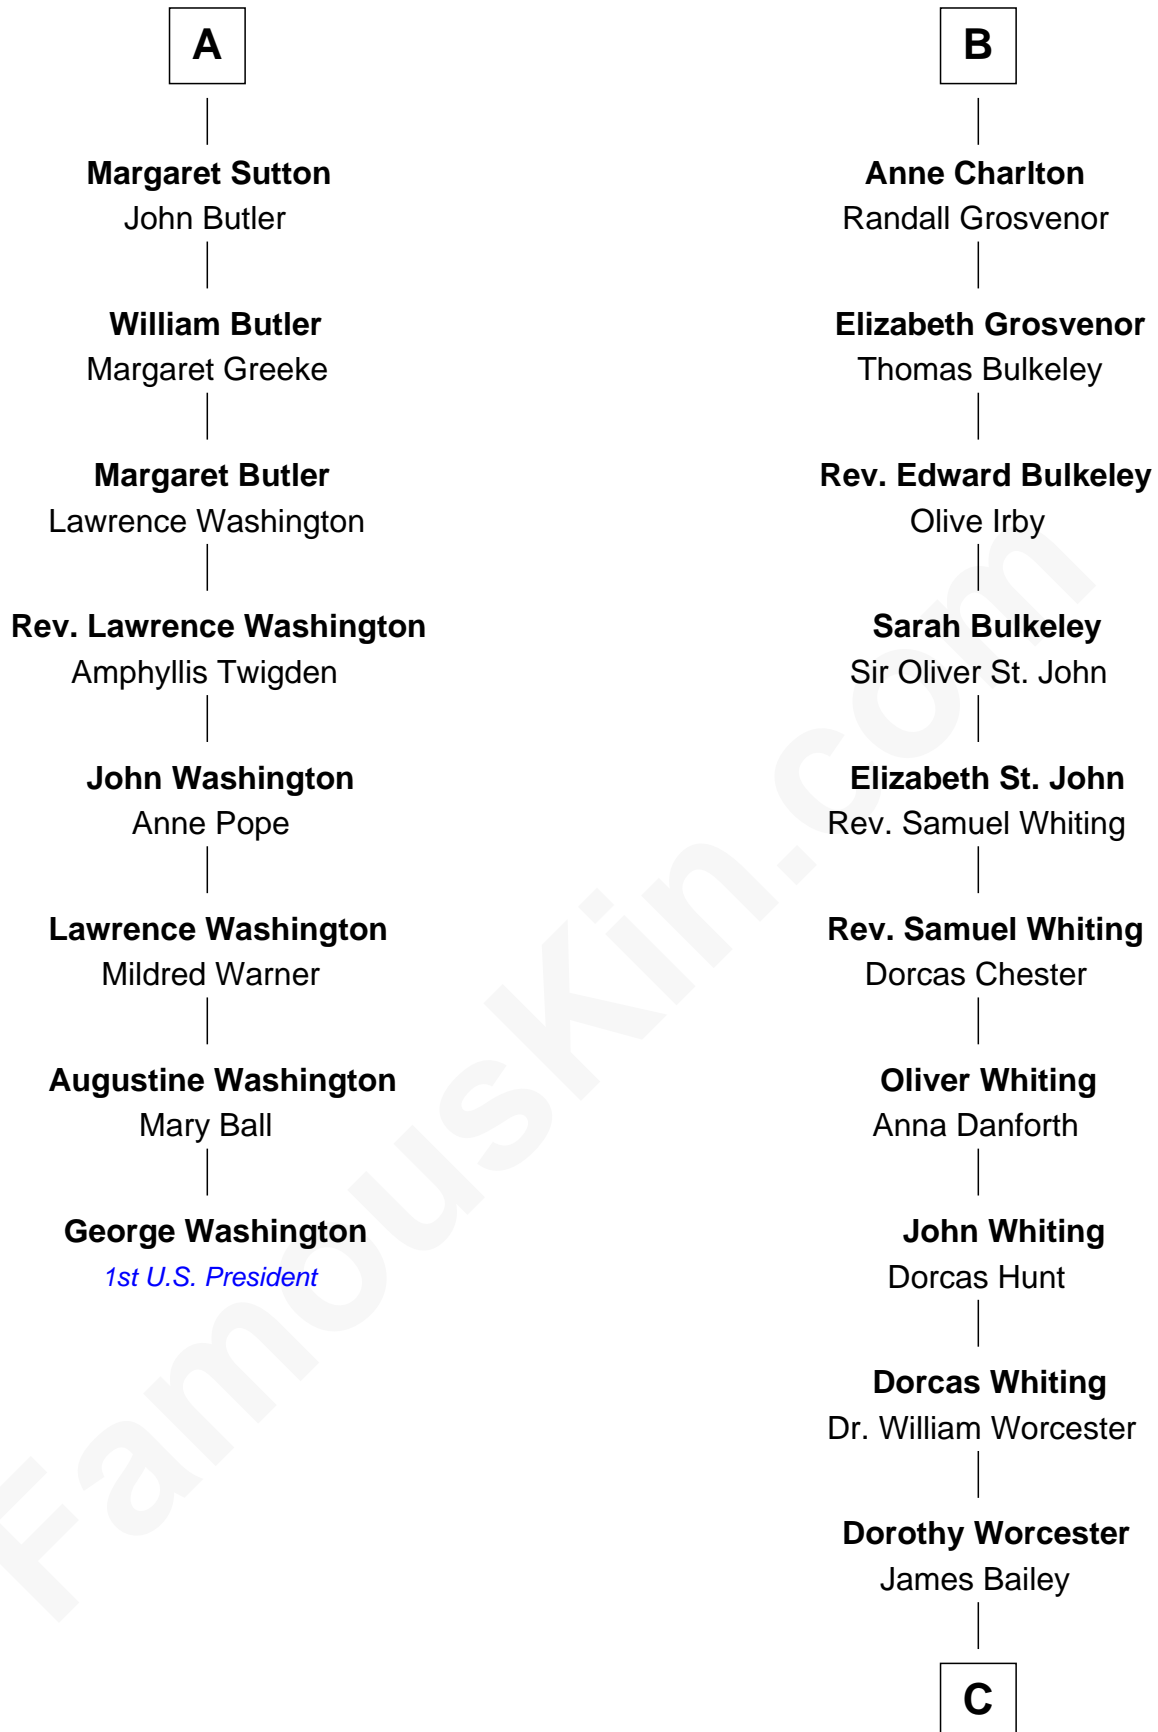 A
Margaret Sutton
John Butler
William Butler
Margaret Greeke
Margaret Butler
Lawrence Washington
Rev. Lawrence Washington
Amphyllis Twigden
John Washington
Anne Pope
Lawrence Washington
Mildred Warner
Augustine Washington
Mary Ball
George Washington
1st U.S. President
B
Anne Charlton
Randall Grosvenor
Elizabeth Grosvenor
Thomas Bulkeley
Rev. Edward Bulkeley
Olive Irby
Sarah Bulkeley
Sir Oliver St. John
Elizabeth St. John
Rev. Samuel Whiting
Rev. Samuel Whiting
Dorcas Chester
Oliver Whiting
Anna Danforth
John Whiting
Dorcas Hunt
Dorcas Whiting
Dr. William Worcester
Dorothy Worcester
James Bailey
C
FamousKin.com